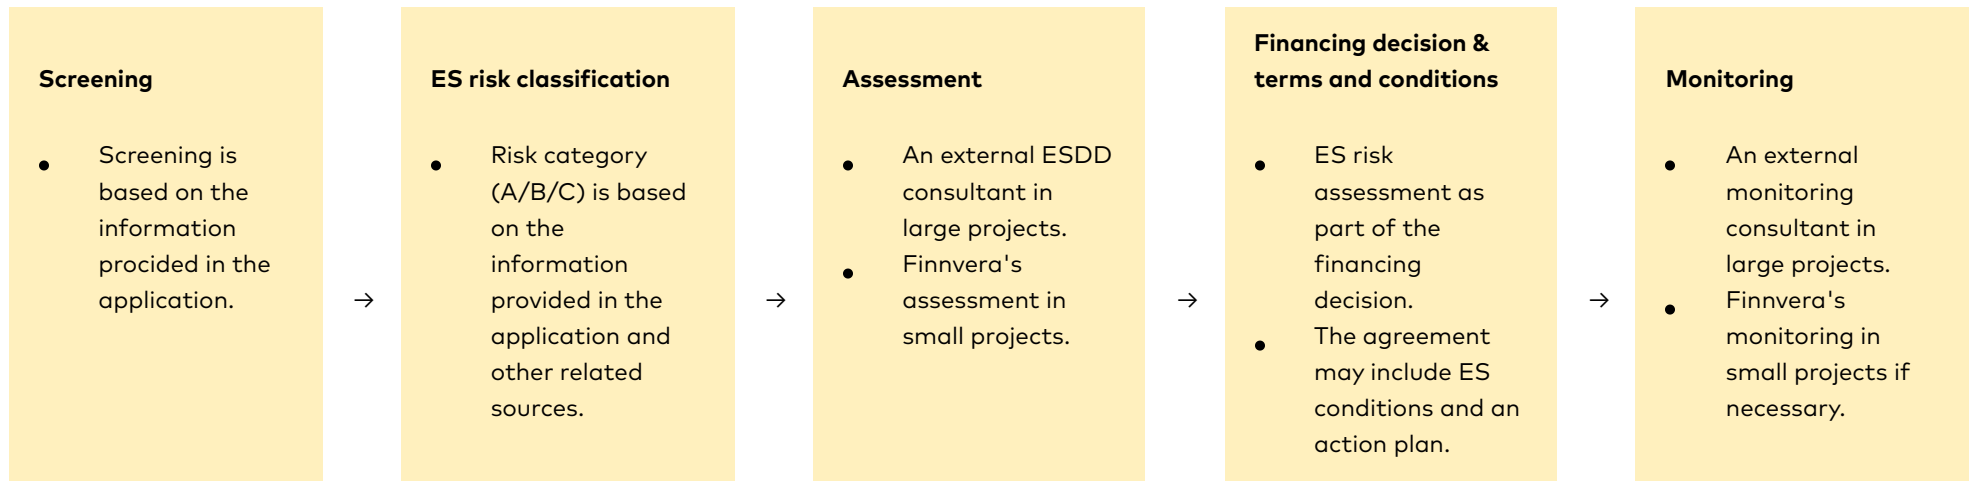 Screening
• Screening is
based on the
information
procided in the
application.
→
ES risk classification
• Risk category
(A/B/C) is based
on the
information
provided in the
application and
other related
sources.
→
Assessment
• An external ESDD
consultant in
large projects.
• Finnvera's
assessment in
small projects.
→
Financing decision &
terms and conditions
• ES risk
assessment as
part of the
financing
decision.
• The agreement
may include ES
conditions and an
action plan.
→
Monitoring
• An external
monitoring
consultant in
large projects.
• Finnvera's
monitoring in
small projects if
necessary.